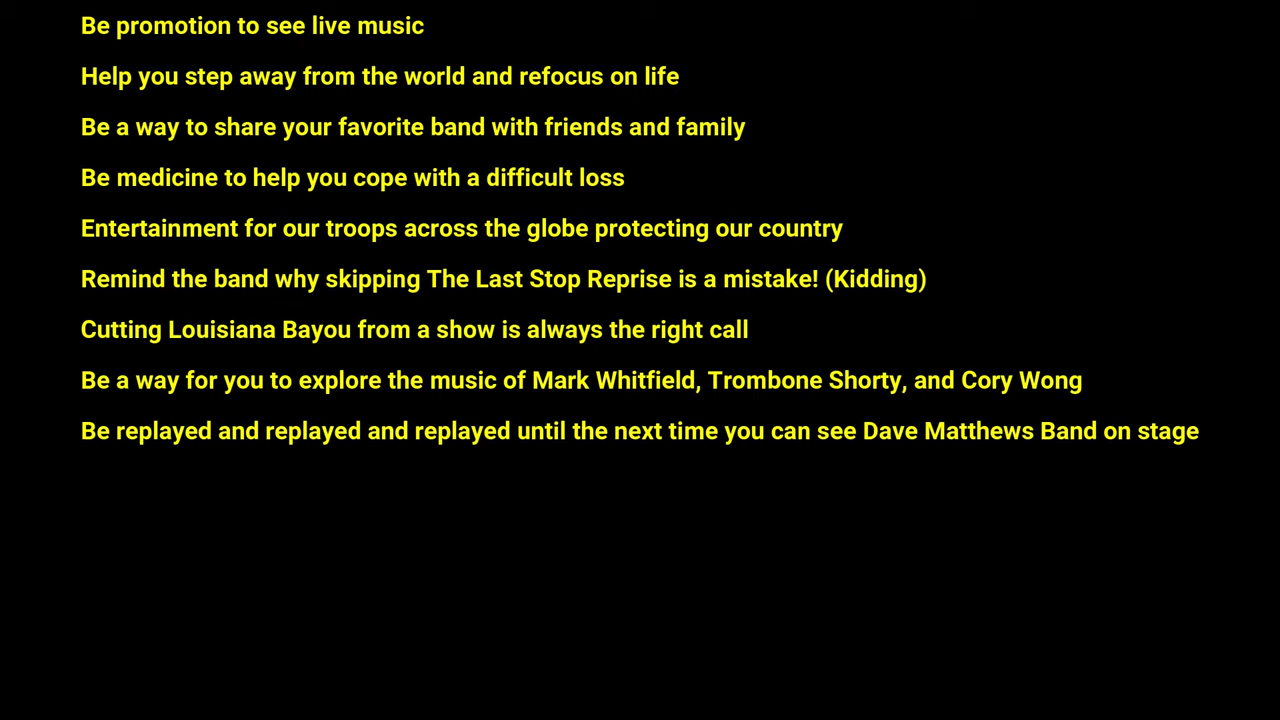 Be promotion to see live music
Help you step away from the world and refocus on life
Be a way to share your favorite band with friends and family
Be medicine to help you cope with a difficult loss
Entertainment for our troops across the globe protecting our country
Remind the band why skipping The Last Stop Reprise is a mistake! (Kidding)
Cutting Louisiana Bayou from a show is always the right call
Be a way for you to explore the music of Mark Whitfield, Trombone Shorty, and Cory Wong
Be replayed and replayed and replayed until the next time you can see Dave Matthews Band on stage